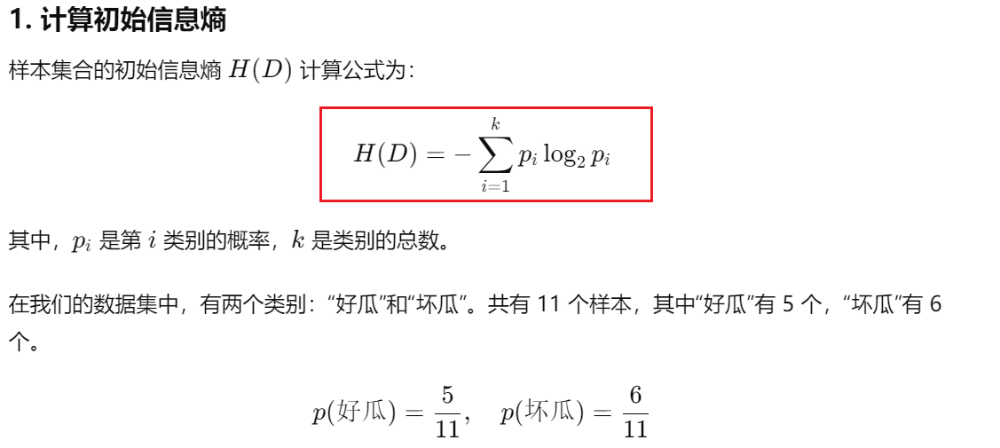 1. 计算初始信息熵
样本集合的初始信息熵 H(D) 计算公式为：
H(D) = -\sum_{i=1}^{k} p_i \log_2 p_i
其中，p_i 是第 i 类别的概率，k 是类别的总数。
在我们的数据集中，有两个类别：“好瓜”和“坏瓜”。共有 11 个样本，其中“好瓜”有 5 个，“坏瓜”有 6
个。
p(好瓜) = \frac{5}{11}, p(坏瓜) = \frac{6}{11}